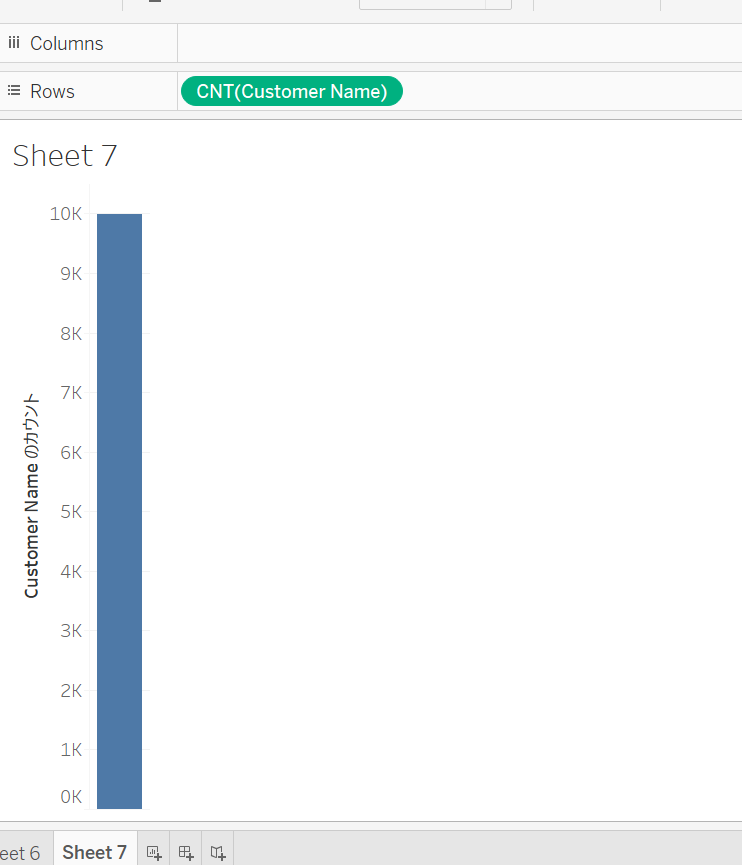 Columns
Rows
CNT(Customer Name)
Sheet 7
10K
9K
8K
7K
6K
5K
4K
3K
2K
1K
0K
Customer Name のカウント
eet 6
Sheet 7